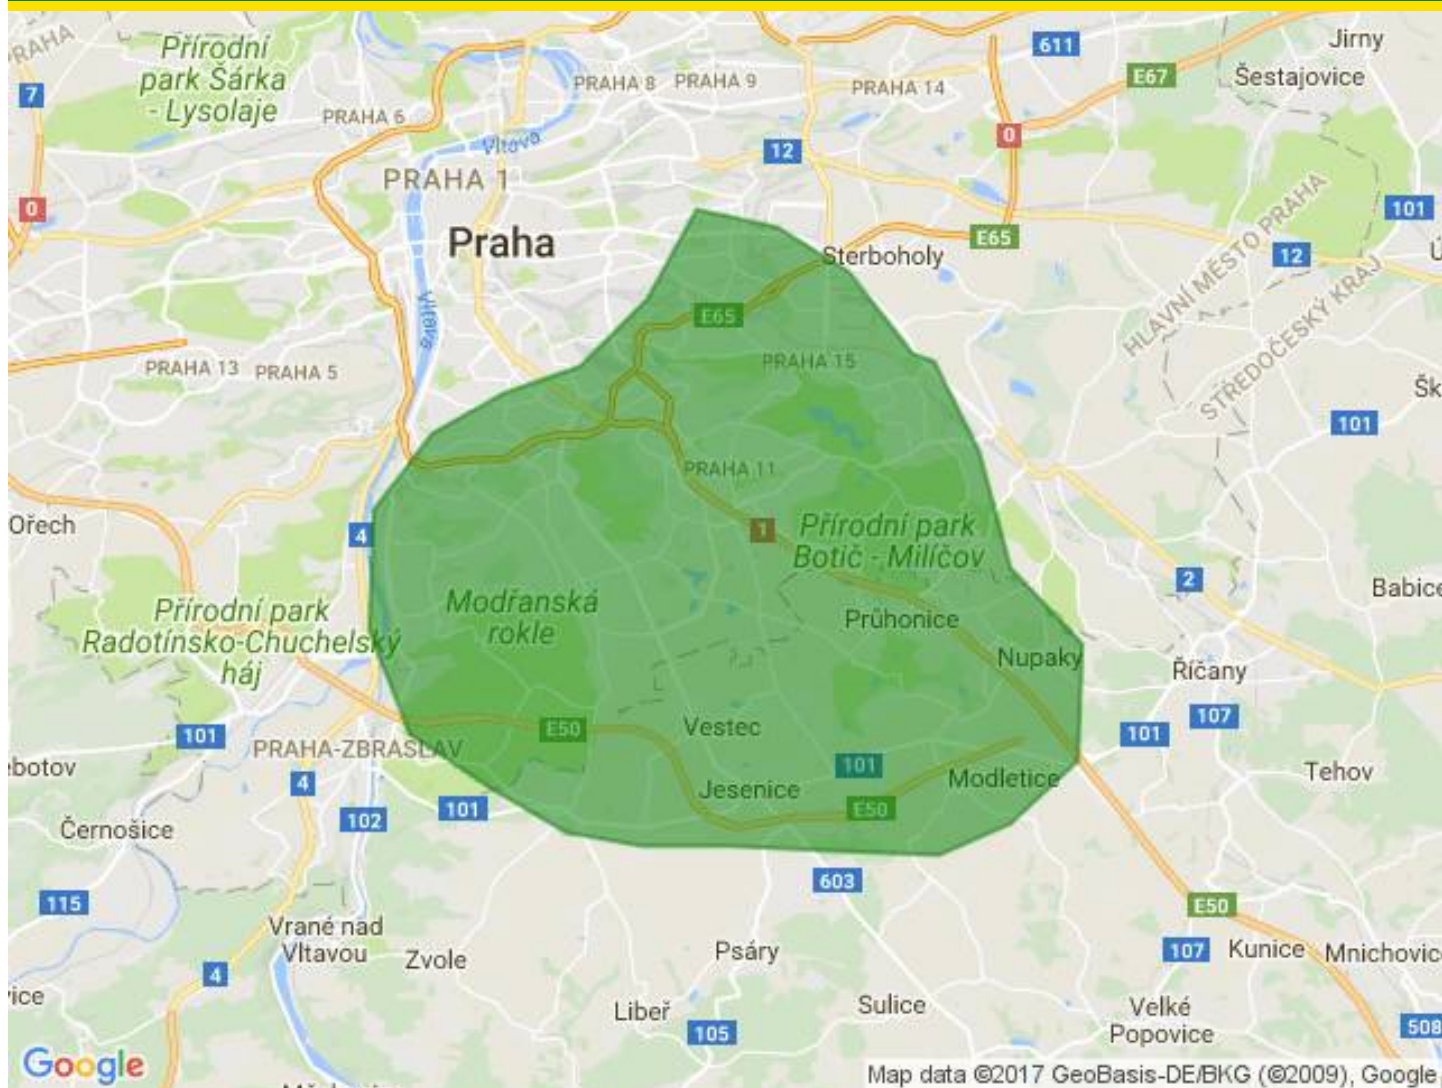 PRAHA
Přírodní
park Šárka
- Lysolaje
611
Jirny
7
E67
Šestajovice
PRAHA 8
PRAHA 9
PRAHA 14
PRAHA 6
0
Vltava
12
PRAHA 1
0
101
Praha
E65
Sterboholy
12
HLAVNÍ MĚSTO PRAHA
STŘEDOČESKÝ KRAJ
Vltava
E65
PRAHA 13
PRAHA 5
PRAHA 15
Šk
101
PRAHA 11
Ořech
4
1
Přírodní park
Botič - Milíčov
2
Babice
Přírodní park
Radotínsko-Chuchelský
háj
Modřanská
rokle
Průhonice
Nupaky
Říčany
107
101
PRAHA-ZBRASLAV
E50
Vestec
101
ebotov
4
101
102
Jesenice
101
E50
Modletice
Tehov
Černošice
603
115
E50
Vrané nad
Vltavou
Zvole
Psáry
107
Kunice
Mnichovic
4
vice
Libeř
105
Sulice
Velké
Popovice
508
Google
Map data ©2017 GeoBasis-DE/BKG (©2009), Google